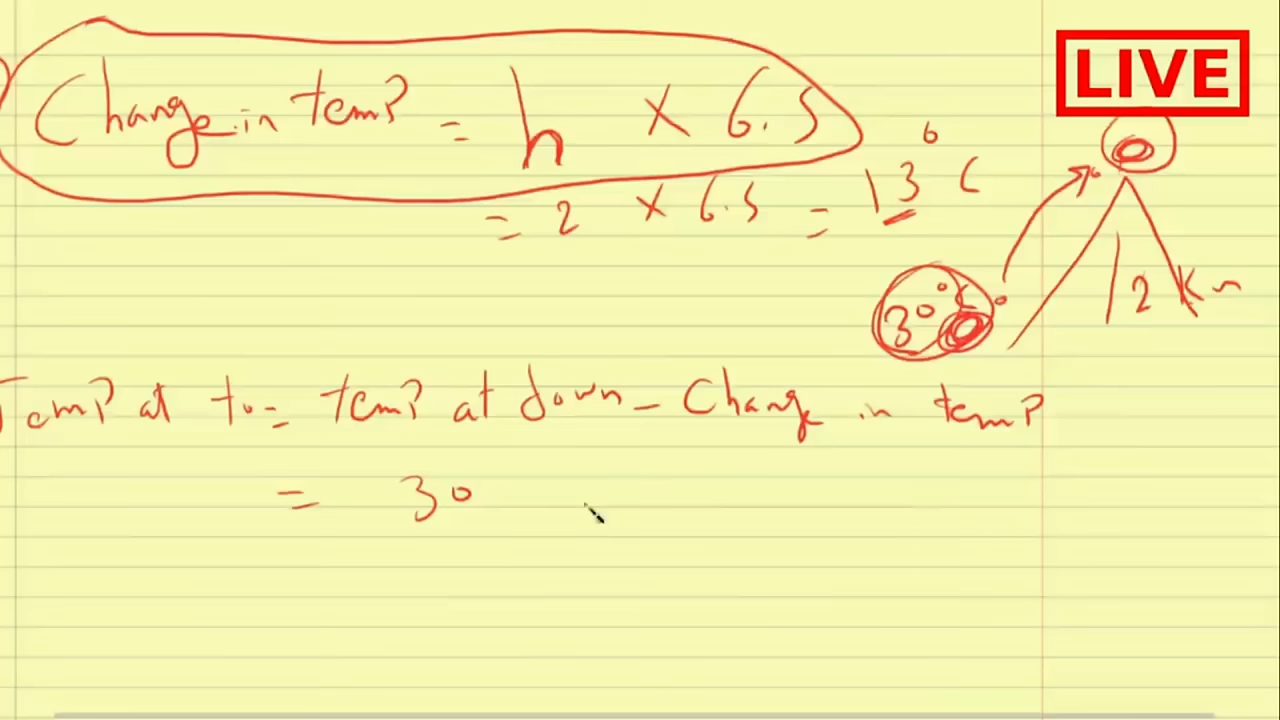 LIVE
Change in temp = h × 6.5
= 2 × 6.5 = 13°C
30°C
2 Km
Temp at to = temp at down - Change in temp
= 30